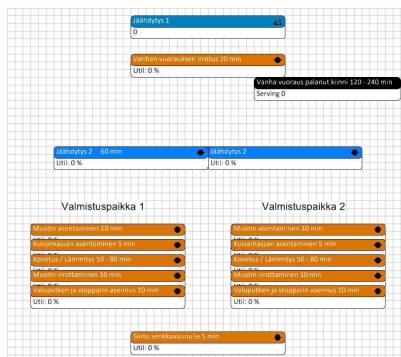 Jäähdytys 1
0
Vanhan vuorauksen irrotus 20 min
Util: 0 %
Vanha vuoraus palanut kiinni 120 - 240 min
Serving 0
Jäähdytys 2 60 min
Util: 0 %
Jäähdytys 2
Util: 0 %
Valmistuspaikka 1
Valmistuspaikka 2
Muotin asentaminen 10 min
Kuivamassan asentaminen 5 min
Kovetus / Lämmitys 50 - 80 min
Muotin irrottaminen 10 min
Valuputken ja stopparin asennus 10 min
Util: 0 %
Muotin asentaminen 10 min
Kuivamassan asentaminen 5 min
Kovetus / Lämmitys 50 - 80 min
Muotin irrottaminen 10 min
Valuputken ja stopparin asennus 10 min
Util: 0 %
Siirto senkkavaunulle 5 min
Util: 0 %